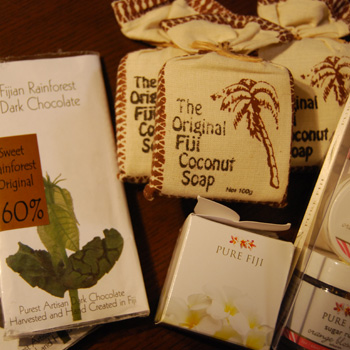 Fijian Rainforest
Dark Chocolate
Sweet
Rainforest
Original
60%
Purest Artisan Dark Chocolate
Harvested and Hand Created in Fiji
The
Original
Fiji
Coconut
Soap
The
Original
Fiji
Coconut
Soap
Nett 100g
PURE FIJI
PURE FIJI
sugar